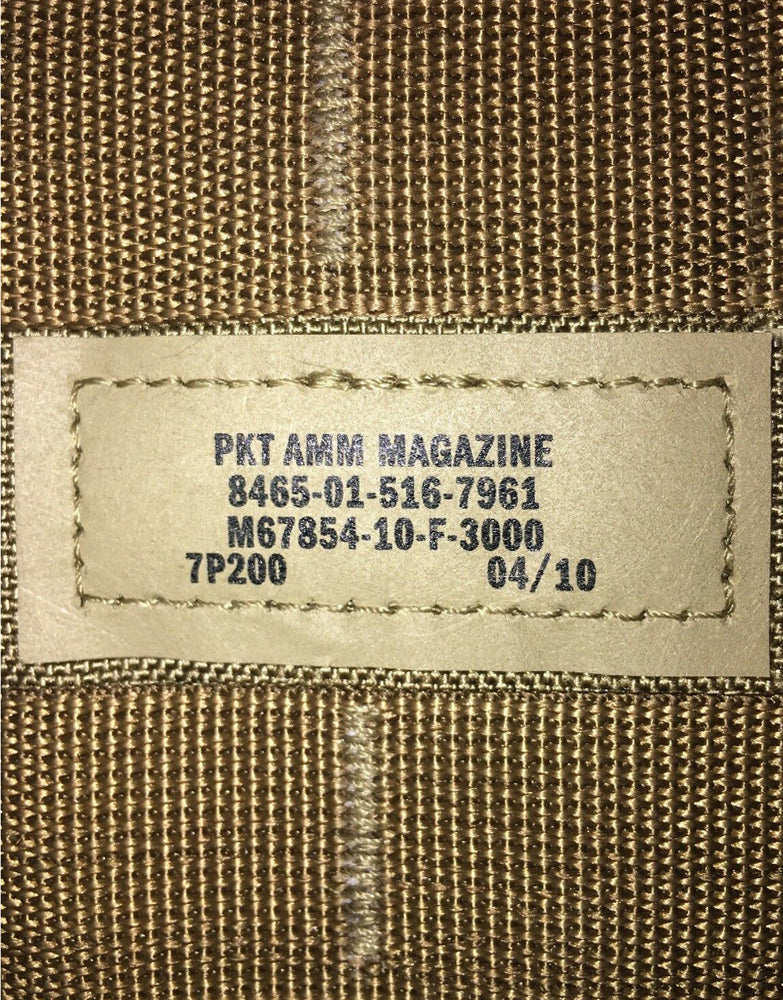 PKT AMM MAGAZINE
8465-01-516-7961
M67854-10-F-3000
7P200 04/10